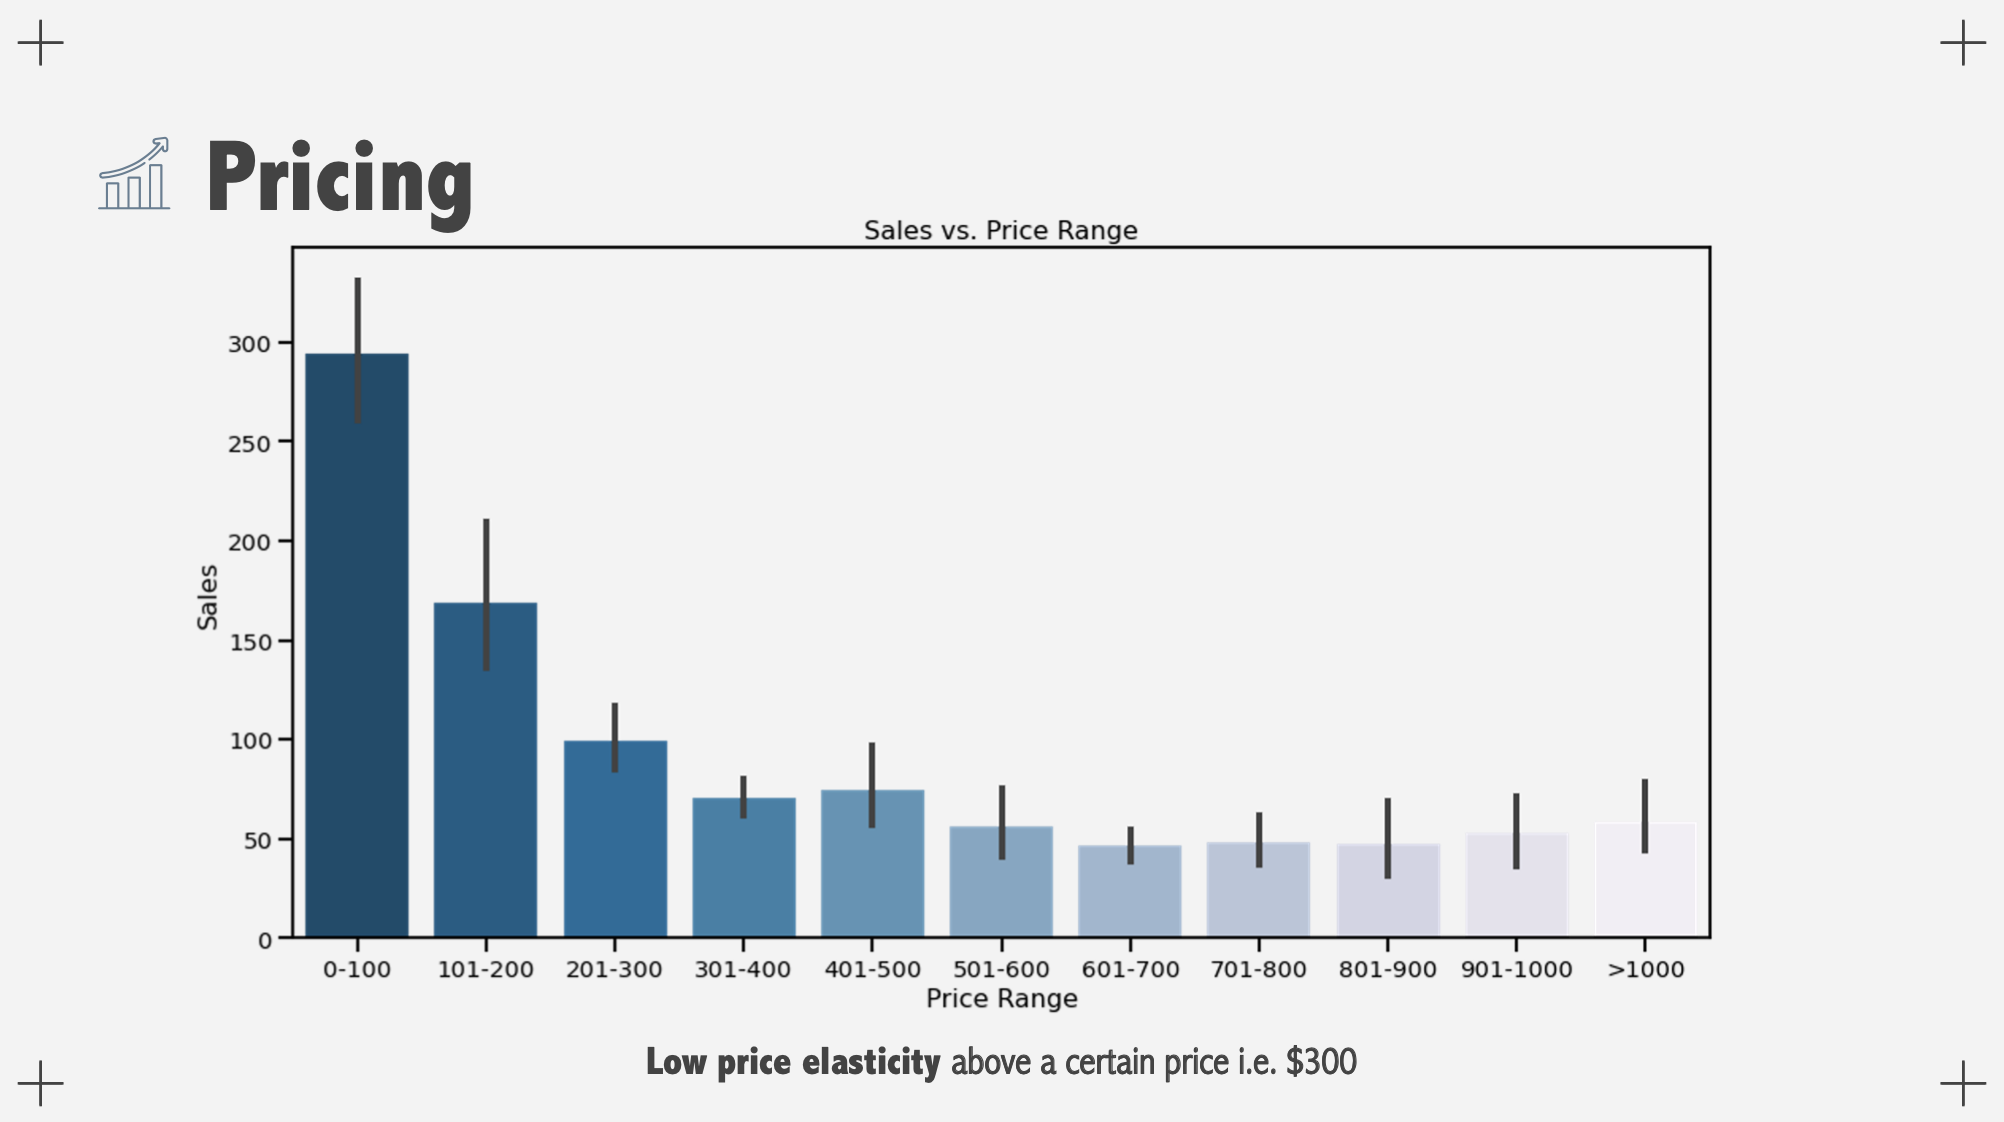 Pricing
Sales vs. Price Range
300
250
200
150
100
50
0
Sales
0-100 101-200 201-300 301-400 401-500 501-600 601-700 701-800 801-900 901-1000 >1000
Price Range
Low price elasticity above a certain price i.e. $300